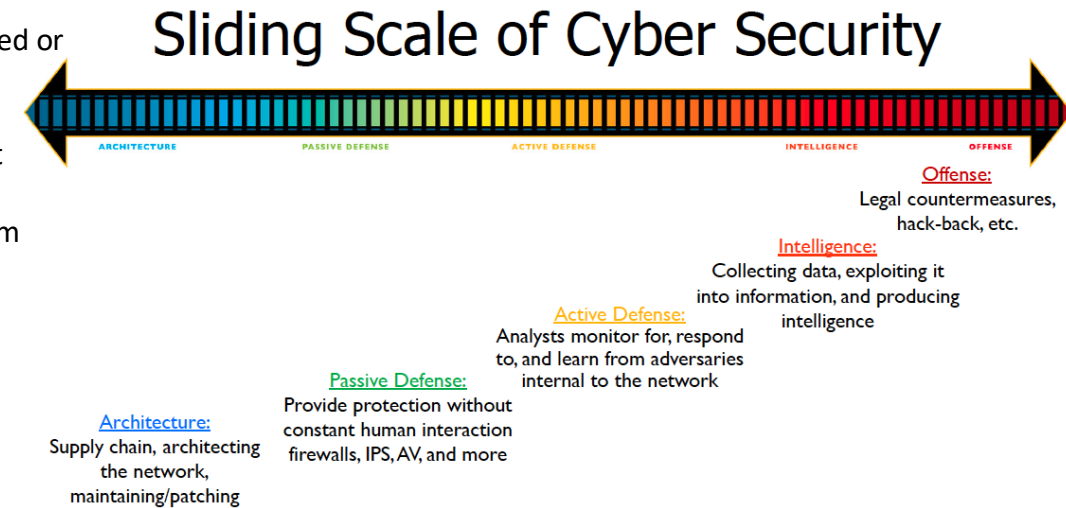 Sliding Scale of Cyber Security
ed or
t
m
ARCHITECTURE
PASSIVE DEFENSE
ACTIVE DEFENSE
INTELLIGENCE
OFFENSE
Offense:
Legal countermeasures,
hack-back, etc.
Intelligence:
Collecting data, exploiting it
into information, and producing
intelligence
Active Defense:
Analysts monitor for, respond
to, and learn from adversaries
internal to the network
Passive Defense:
Provide protection without
constant human interaction
firewalls, IPS, AV, and more
Architecture:
Supply chain, architecting
the network,
maintaining/patching